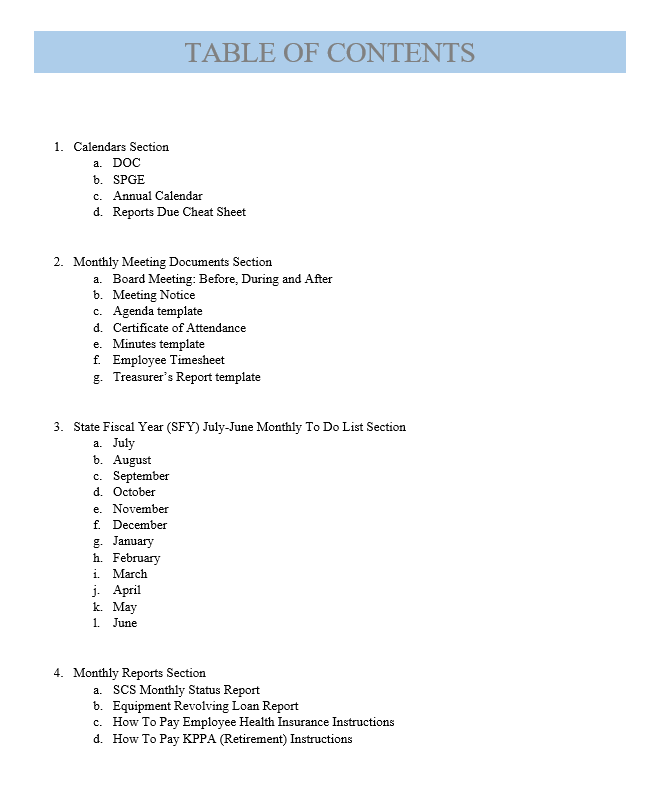 TABLE OF CONTENTS
1. Calendars Section
a. DOC
b. SPGE
c. Annual Calendar
d. Reports Due Cheat Sheet
2. Monthly Meeting Documents Section
a. Board Meeting: Before, During and After
b. Meeting Notice
c. Agenda template
d. Certificate of Attendance
e. Minutes template
f. Employee Timesheet
g. Treasurer’s Report template
3. State Fiscal Year (SFY) July-June Monthly To Do List Section
a. July
b. August
c. September
d. October
e. November
f. December
g. January
h. February
i. March
j. April
k. May
l. June
4. Monthly Reports Section
a. SCS Monthly Status Report
b. Equipment Revolving Loan Report
c. How To Pay Employee Health Insurance Instructions
d. How To Pay KPPA (Retirement) Instructions